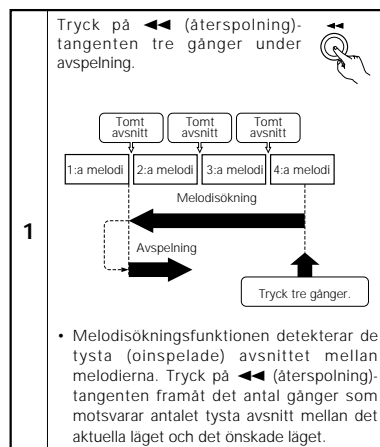 Tryck på ◄◄ (återspolning)-
tangenten tre gånger under
avspelning.
◄◄
Tomt
avsnitt
Tomt
avsnitt
Tomt
avsnitt
1:a melodi
2:a melodi
3:a melodi
4:a melodi
Melodisökning
1
Avspelning
Tryck tre gånger.
• Melodisökningsfunktionen detekterar de
tysta (oinspelade) avsnittet mellan
melodierna. Tryck på ◄◄ (återspolning)-
tangenten framåt det antal gånger som
motsvarar antalet tysta avsnitt mellan det
aktuella läget och det önskade läget.